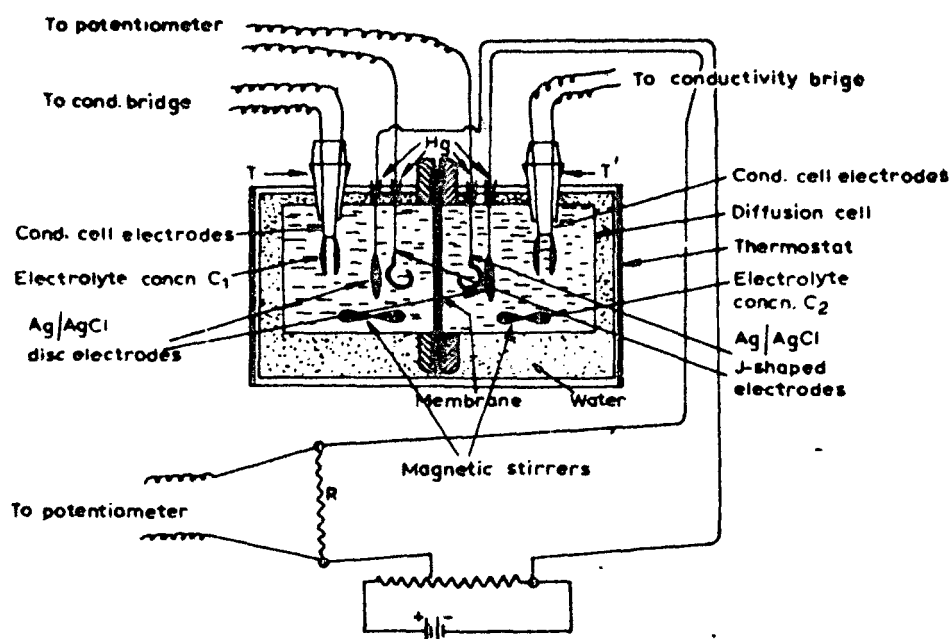 To potentiometer
To cond. bridge
To conductivity brige
Hg
T
T'
Cond. cell electrodes
Diffusion cell
Thermostat
Cond. cell electrodes
Electrolyte concn C₁
Electrolyte
concn. C₂
Ag/AgCl
disc electrodes
Ag/AgCl
J-shaped
electrodes
Membrane
Water
Magnetic stirrers
R
To potentiometer
+ -